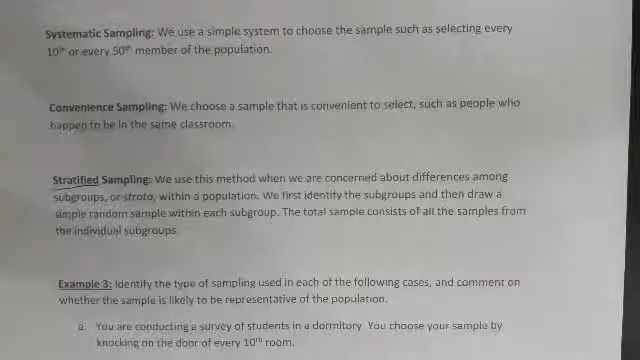 Systematic Sampling: We use a simple system to choose the sample such as selecting every
10th or every 50th member of the population.
Convenience Sampling: We choose a sample that is convenient to select, such as people who
happen to be in the same classroom.
Stratified Sampling: We use this method when we are concerned about differences among
subgroups, or strata, within a population. We first identify the subgroups and then draw a
simple random sample within each subgroup. The total sample consists of all the samples from
the individual subgroups.
Example 3: Identify the type of sampling used in each of the following cases, and comment on
whether the sample is likely to be representative of the population.
a. You are conducting a survey of students in a dormitory. You choose your sample by
knocking on the door of every 10th room.